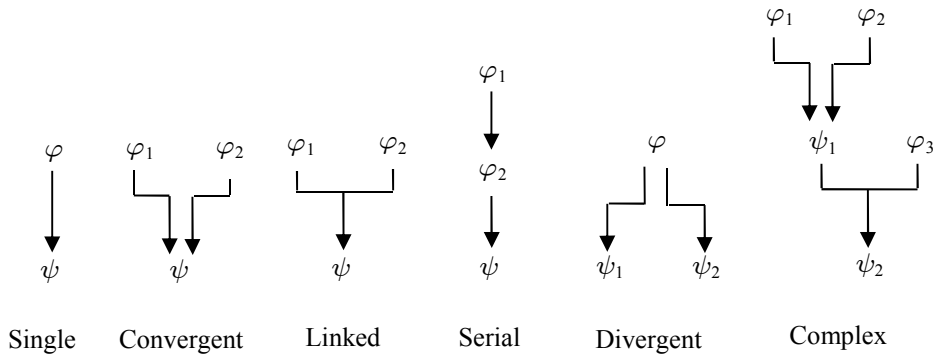 φ₁ φ₂
φ₁
φ φ₁ φ₂ φ₁ φ₂ φ₂ φ ψ₁ φ₃
ψ ψ ψ ψ ψ₁ ψ₂ ψ₂
Single Convergent Linked Serial Divergent Complex